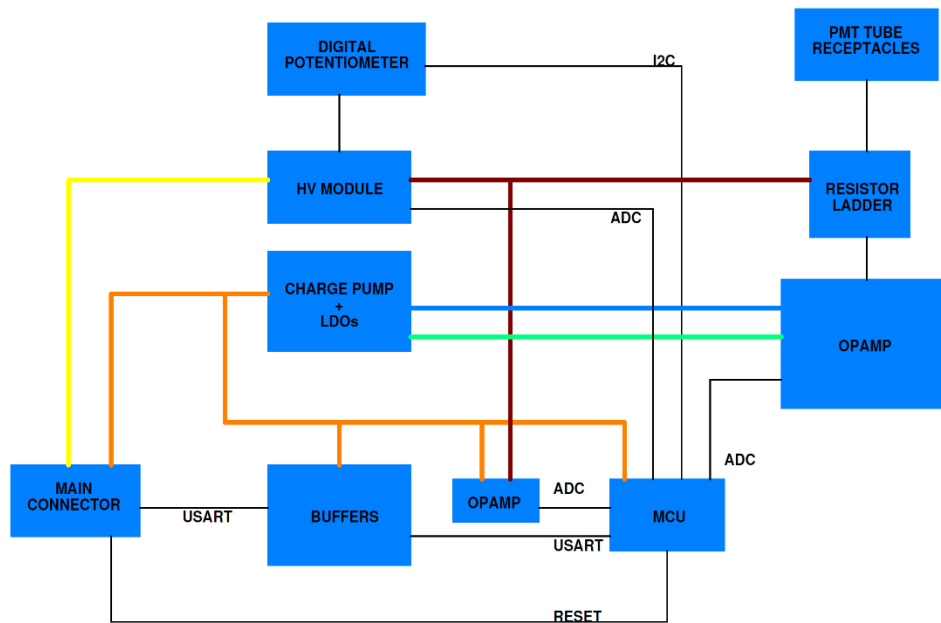 DIGITAL
POTENTIOMETER
I2C
PMT TUBE
RECEPTACLES
HV MODULE
ADC
RESISTOR
LADDER
CHARGE PUMP
+
LDOs
OPAMP
ADC
MAIN
CONNECTOR
USART
BUFFERS
OPAMP
ADC
USART
MCU
RESET